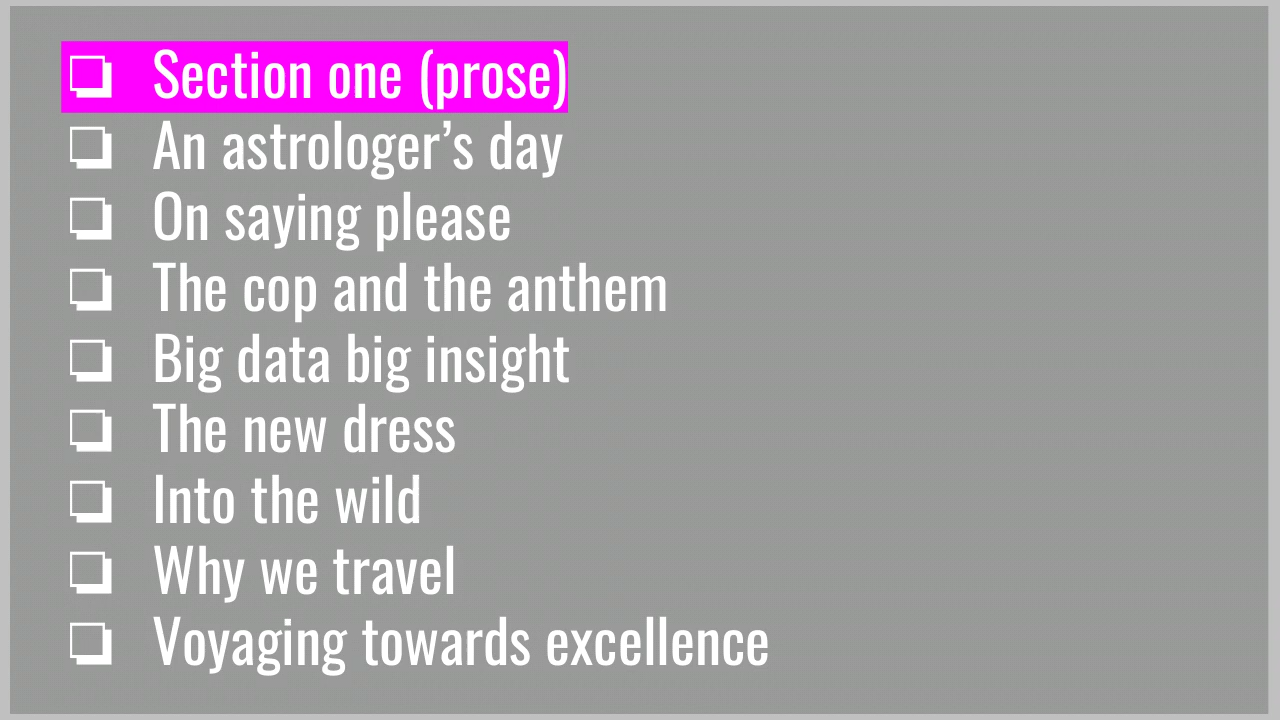 ❏ Section one (prose)
❏ An astrologer’s day
❏ On saying please
❏ The cop and the anthem
❏ Big data big insight
❏ The new dress
❏ Into the wild
❏ Why we travel
❏ Voyaging towards excellence